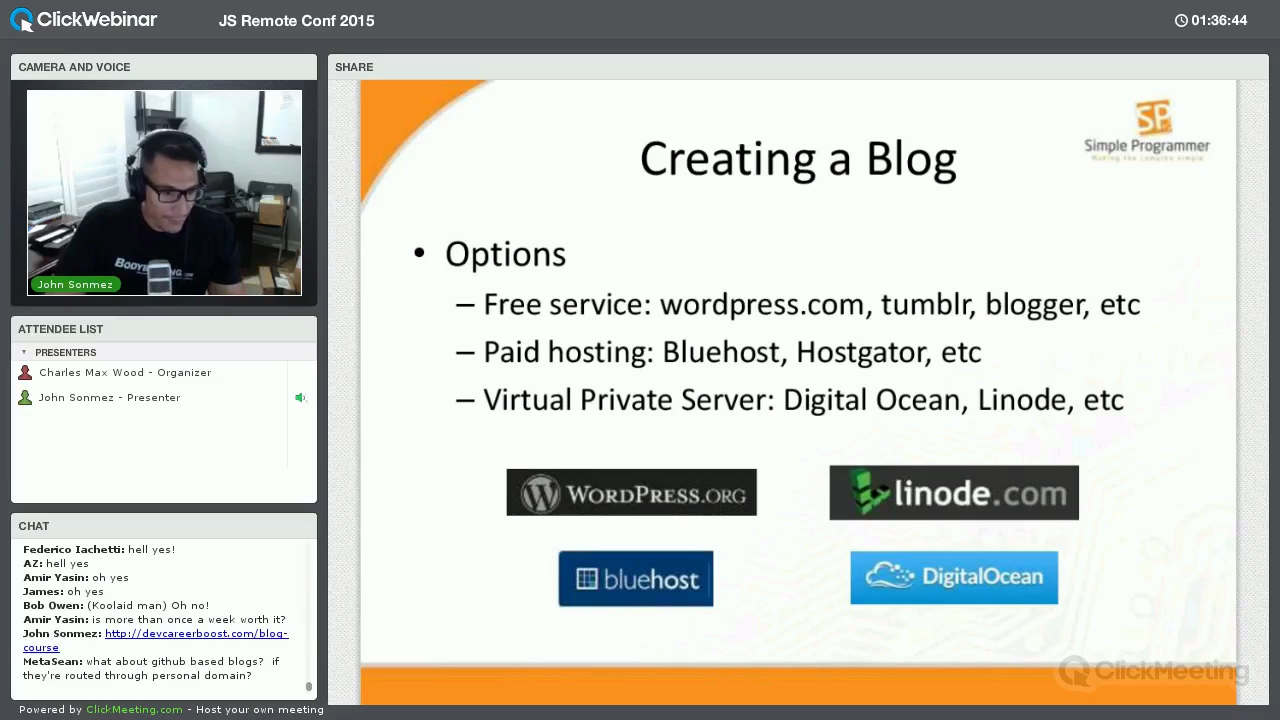 ClickWebinar
JS Remote Conf 2015
01:36:44
CAMERA AND VOICE
John Sonmez
ATTENDEE LIST
PRESENTERS
Charles Max Wood - Organizer
John Sonmez - Presenter
CHAT
Federico Iachetti: hell yes!
AZ: hell yes
Amir Yasin: oh yes
James: oh yes
Bob Owen: (Koolaid man) Oh no!
Amir Yasin: is more than once a week worth it?
John Sonmez: http://devcareerboost.com/blog-
course
MetaSean: what about github based blogs? if
they're routed through personal domain?
Powered by ClickMeeting.com - Host your own meeting
SHARE
SP
Simple Programmer
Making the complex simple
Creating a Blog
• Options
– Free service: wordpress.com, tumblr, blogger, etc
– Paid hosting: Bluehost, Hostgator, etc
– Virtual Private Server: Digital Ocean, Linode, etc
WORDPRESS.ORG
linode.com
bluehost
DigitalOcean
ClickMeeting